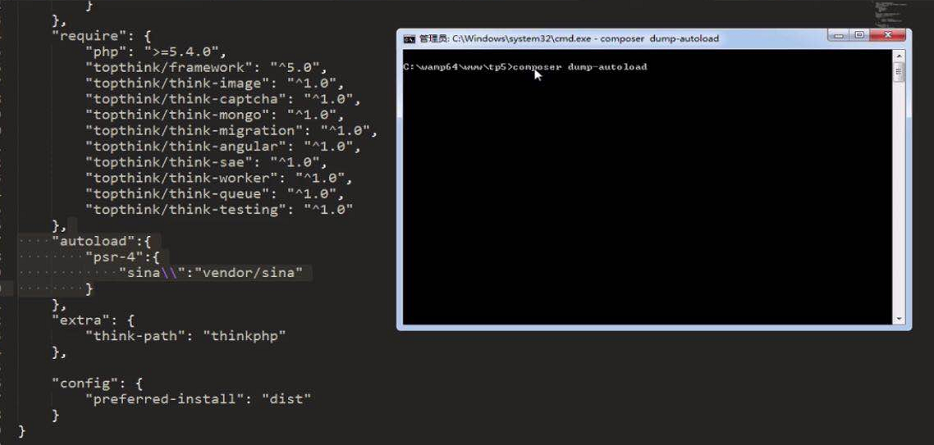 }
},
"require": {
"php": ">=5.4.0",
"topthink/framework": "^5.0",
"topthink/think-image": "^1.0",
"topthink/think-captcha": "^1.0",
"topthink/think-mongo": "^1.0",
"topthink/think-migration": "^1.0",
"topthink/think-angular": "^1.0",
"topthink/think-sae": "^1.0",
"topthink/think-worker": "^1.0",
"topthink/think-queue": "^1.0",
"topthink/think-testing": "^1.0"
},
"autoload":{
"psr-4":{
"sina\\":"vendor/sina"
}
},
"extra": {
"think-path": "thinkphp"
},
"config": {
"preferred-install": "dist"
}
}
管理员: C:\Windows\system32\cmd.exe - composer  dump-autoload
C:\wamp64\www\tp5>composer dump-autoload